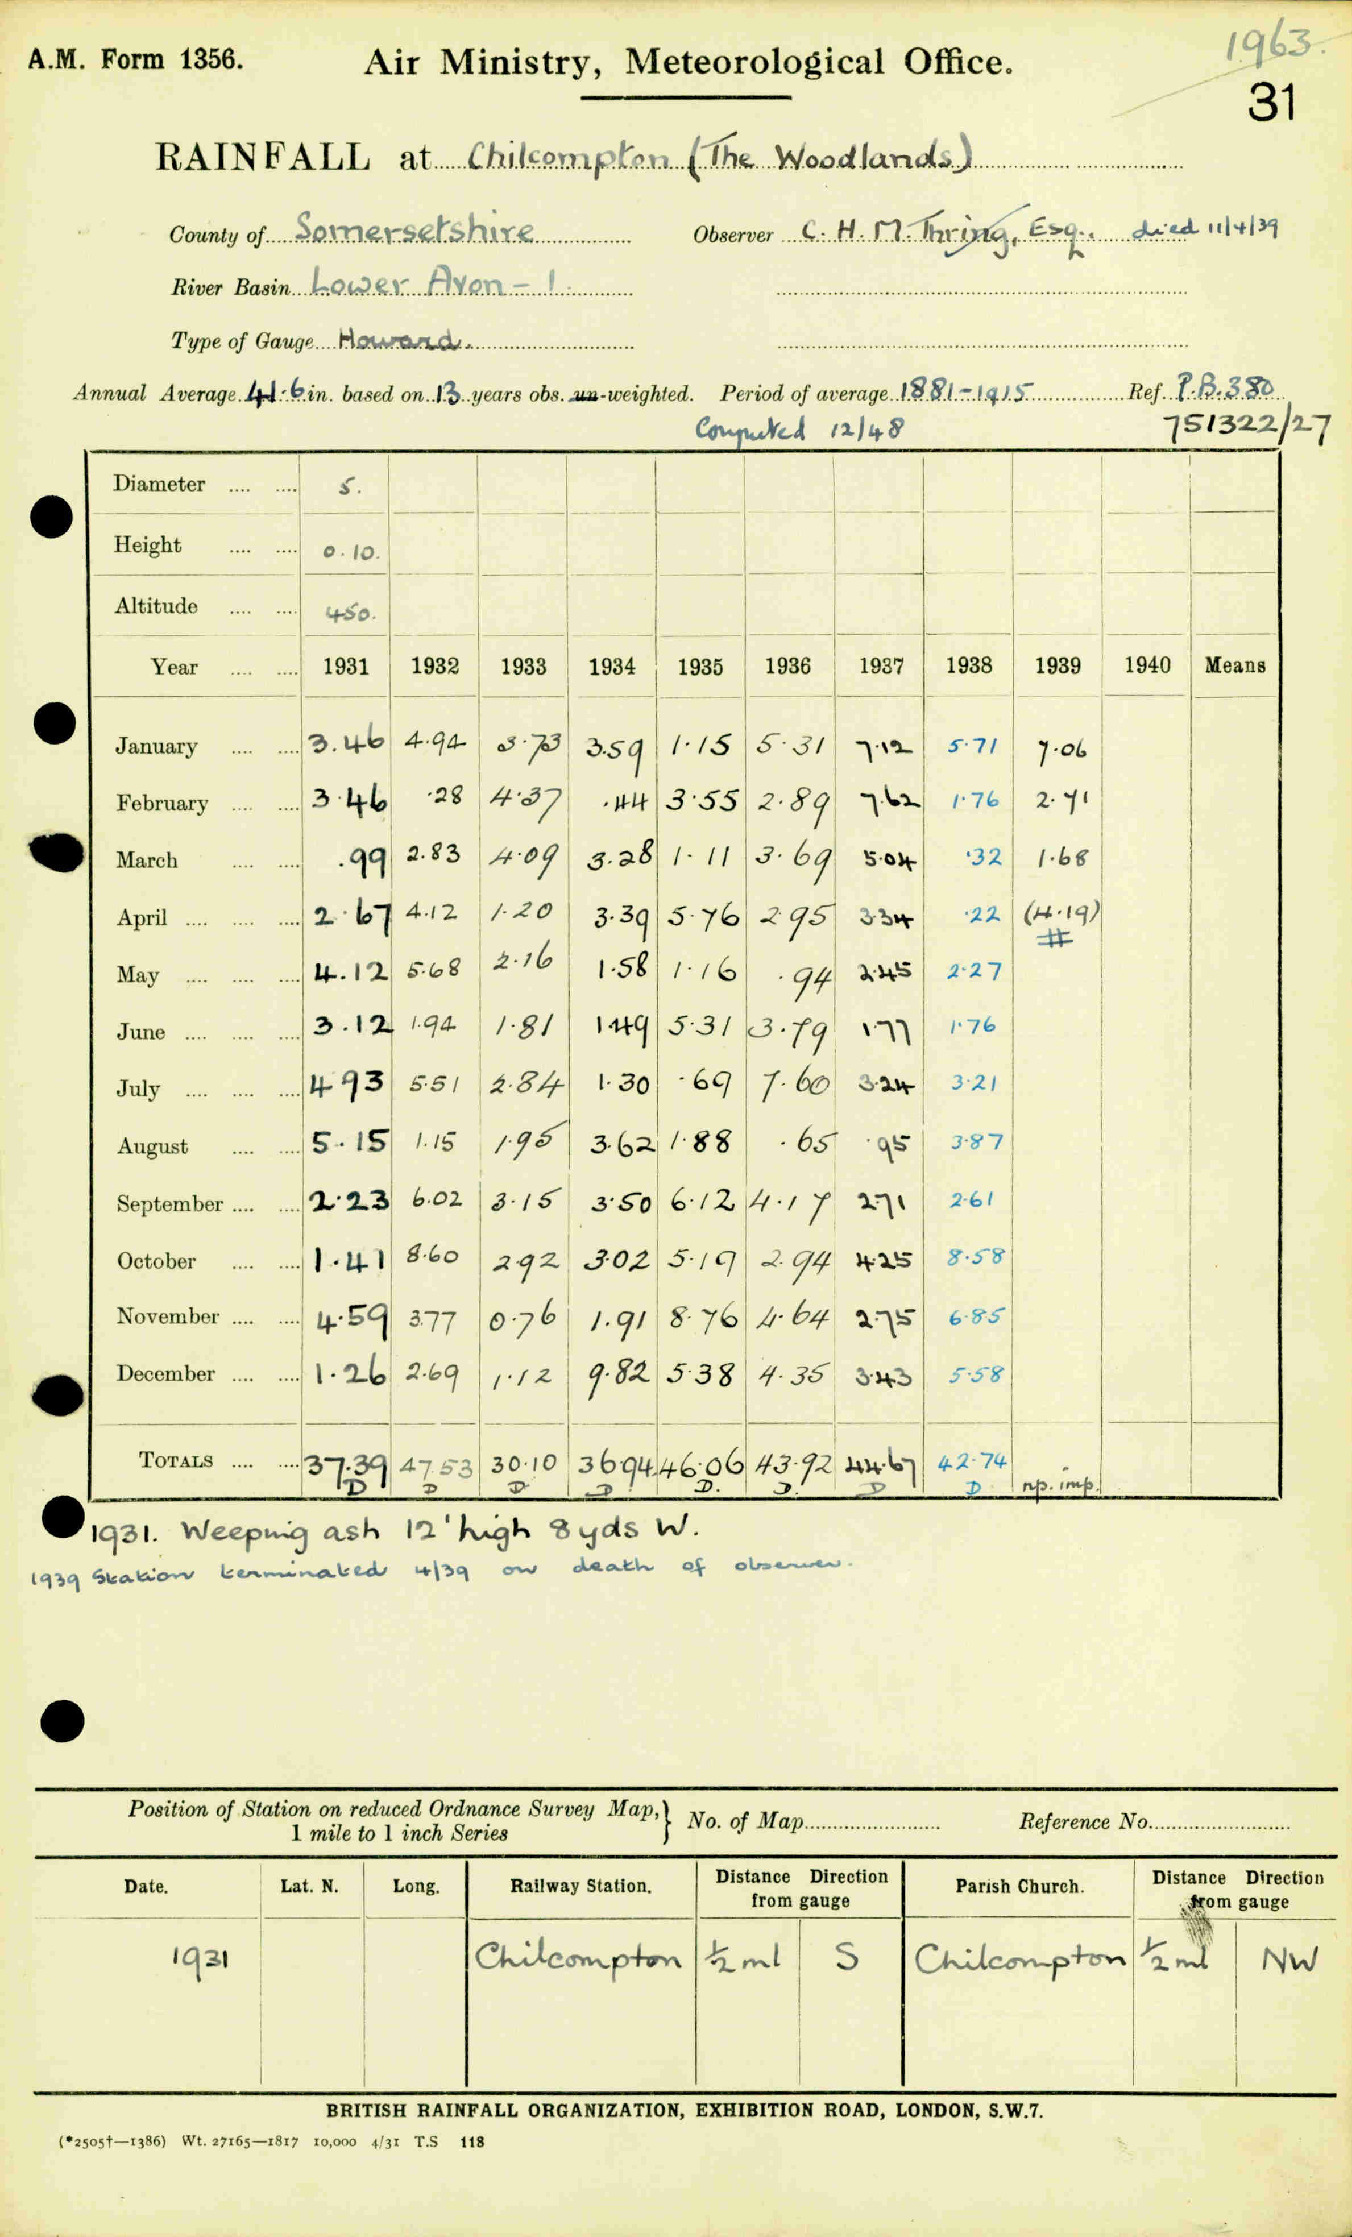 1963.
A.M. Form 1356. Air Ministry, Meteorological Office.
31
RAINFALL at Chilcompton (The Woodlands)
County of Somersetshire Observer C. H. M. Thring, Esq. died 11/4/39
River Basin Lower Avon - 1.
Type of Gauge Howard.
Annual Average 41·6 in. based on 13 years obs. un-weighted. Period of average 1881-1915 Ref. P.B.380
Computed 12/48 751322/27
Diameter .... .... 5.
Height .... .... 0.10.
Altitude .... .... 450.
Year .... .... 1931 1932 1933 1934 1935 1936 1937 1938 1939 1940 Means
January .... .... 3.46 4.94 3.73 3.59 1.15 5.31 7.12 5.71 7.06
February .... .... 3.46 .28 4.37 .44 3.55 2.89 7.62 1.76 2.71
March .... .... .99 2.83 4.09 3.28 1.11 3.69 5.04 .32 1.68
April .... .... .... 2.67 4.12 1.20 3.39 5.76 2.95 3.34 .22 (4.19)
#
May .... .... .... 4.12 5.68 2.16 1.58 1.16 .94 2.45 2.27
June .... .... .... 3.12 1.94 1.81 1.49 5.31 3.79 1.77 1.76
July .... .... .... 4.93 5.51 2.84 1.30 .69 7.60 3.24 3.21
August .... .... 5.15 1.15 1.95 3.62 1.88 .65 .95 3.87
September .... .... 2.23 6.02 3.15 3.50 6.12 4.17 2.71 2.61
October .... .... 1.41 8.60 2.92 3.02 5.19 2.94 4.25 8.58
November .... .... 4.59 3.77 0.76 1.91 8.76 4.64 2.75 6.85
December .... .... 1.26 2.69 1.12 9.82 5.38 4.35 3.43 5.58
TOTALS .... .... 37.39 47.53 30.10 36.94 46.06 43.92 44.67 42.74
D D D D D. D. D D np. imp.
1931. Weeping ash 12' high 8 yds W.
1939 Station terminated 4/39 on death of observer.
Position of Station on reduced Ordnance Survey Map, } No. of Map Reference No.
1 mile to 1 inch Series
Date. Lat. N. Long. Railway Station. Distance Direction from gauge Parish Church. Distance Direction from gauge
1931 Chilcompton ½ ml S Chilcompton ½ ml NW
BRITISH RAINFALL ORGANIZATION, EXHIBITION ROAD, LONDON, S.W.7.
(*2505†—1386) Wt. 27165—1817 10,000 4/31 T.S 118